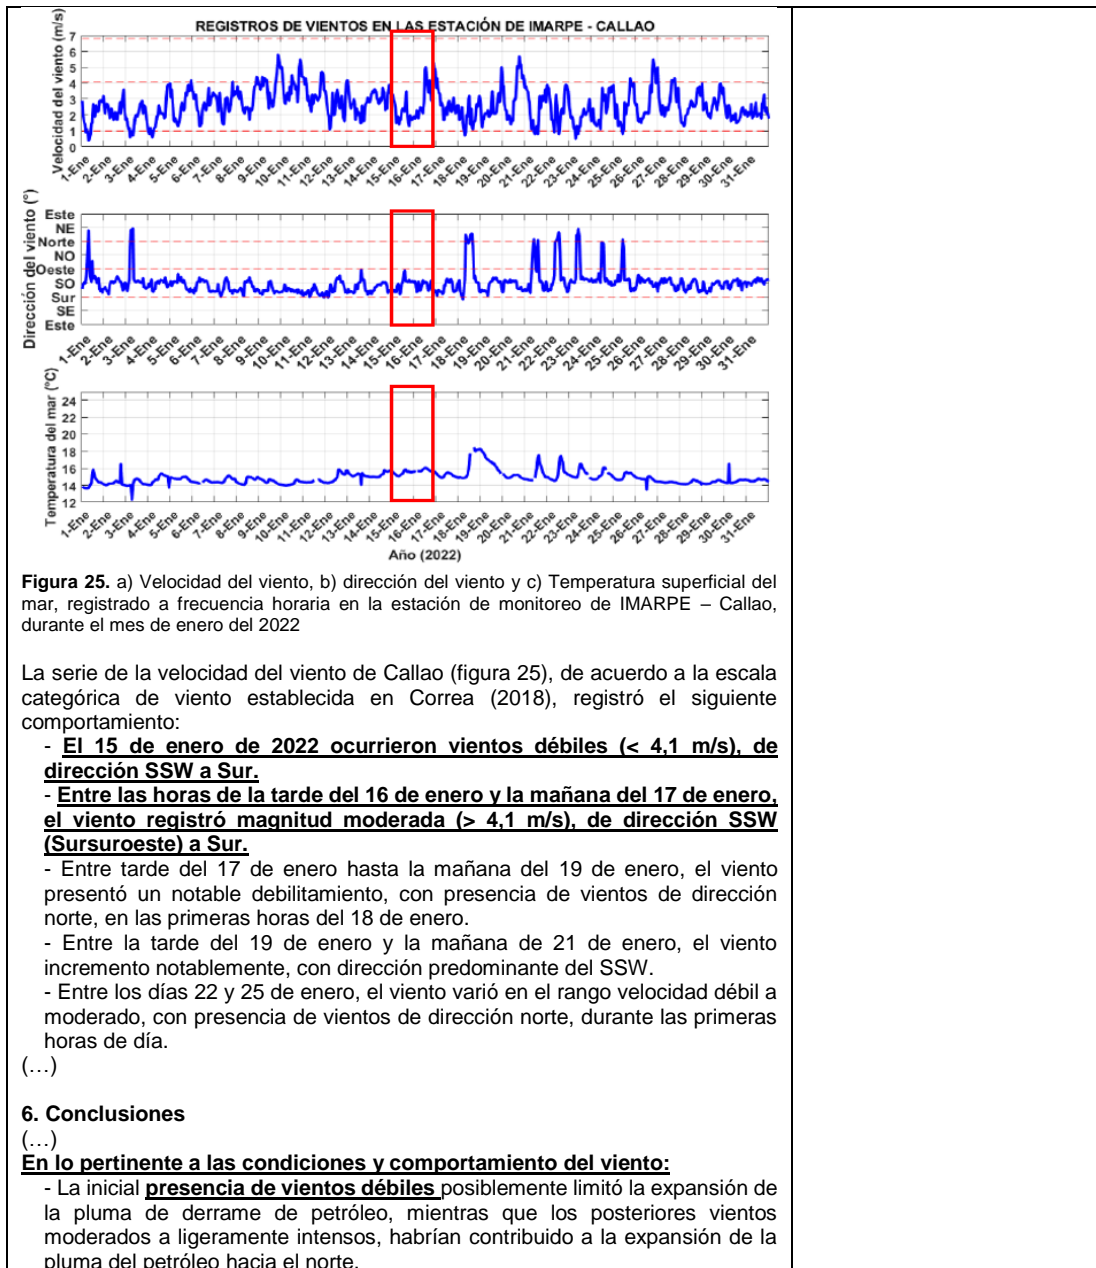 REGISTROS DE VIENTOS EN LAS ESTACIÓN DE IMARPE - CALLAO
Velocidad del viento (m/s)
7
6
5
4
3
2
1
0
1-Ene 2-Ene 3-Ene 4-Ene 5-Ene 6-Ene 7-Ene 8-Ene 9-Ene 10-Ene 11-Ene 12-Ene 13-Ene 14-Ene 15-Ene 16-Ene 17-Ene 18-Ene 19-Ene 20-Ene 21-Ene 22-Ene 23-Ene 24-Ene 25-Ene 26-Ene 27-Ene 28-Ene 29-Ene 30-Ene 31-Ene
Dirección del viento (°)
Este
NE
Norte
NO
Oeste
SO
Sur
SE
Este
1-Ene 2-Ene 3-Ene 4-Ene 5-Ene 6-Ene 7-Ene 8-Ene 9-Ene 10-Ene 11-Ene 12-Ene 13-Ene 14-Ene 15-Ene 16-Ene 17-Ene 18-Ene 19-Ene 20-Ene 21-Ene 22-Ene 23-Ene 24-Ene 25-Ene 26-Ene 27-Ene 28-Ene 29-Ene 30-Ene 31-Ene
Temperatura del mar (°C)
24
22
20
18
16
14
12
1-Ene 2-Ene 3-Ene 4-Ene 5-Ene 6-Ene 7-Ene 8-Ene 9-Ene 10-Ene 11-Ene 12-Ene 13-Ene 14-Ene 15-Ene 16-Ene 17-Ene 18-Ene 19-Ene 20-Ene 21-Ene 22-Ene 23-Ene 24-Ene 25-Ene 26-Ene 27-Ene 28-Ene 29-Ene 30-Ene 31-Ene
Año (2022)
Figura 25. a) Velocidad del viento, b) dirección del viento y c) Temperatura superficial del
mar, registrado a frecuencia horaria en la estación de monitoreo de IMARPE – Callao,
durante el mes de enero del 2022
La serie de la velocidad del viento de Callao (figura 25), de acuerdo a la escala
categórica de viento establecida en Correa (2018), registró el siguiente
comportamiento:
- El 15 de enero de 2022 ocurrieron vientos débiles (< 4,1 m/s), de
dirección SSW a Sur.
- Entre las horas de la tarde del 16 de enero y la mañana del 17 de enero,
el viento registró magnitud moderada (> 4,1 m/s), de dirección SSW
(Sursuroeste) a Sur.
- Entre tarde del 17 de enero hasta la mañana del 19 de enero, el viento
presentó un notable debilitamiento, con presencia de vientos de dirección
norte, en las primeras horas del 18 de enero.
- Entre la tarde del 19 de enero y la mañana de 21 de enero, el viento
incremento notablemente, con dirección predominante del SSW.
- Entre los días 22 y 25 de enero, el viento varió en el rango velocidad débil a
moderado, con presencia de vientos de dirección norte, durante las primeras
horas de día.
(…)
6. Conclusiones
(…)
En lo pertinente a las condiciones y comportamiento del viento:
- La inicial presencia de vientos débiles posiblemente limitó la expansión de
la pluma de derrame de petróleo, mientras que los posteriores vientos
moderados a ligeramente intensos, habrían contribuido a la expansión de la
pluma del petróleo hacia el norte.